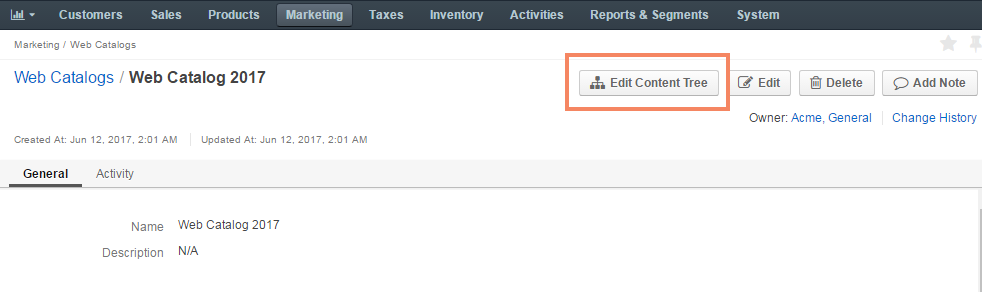 Customers Sales Products Marketing Taxes Inventory Activities Reports & Segments System
Marketing / Web Catalogs
Web Catalogs / Web Catalog 2017
Edit Content Tree Edit Delete Add Note
Owner: Acme, General Change History
Created At: Jun 12, 2017, 2:01 AM Updated At: Jun 12, 2017, 2:01 AM
General Activity
Name Web Catalog 2017
Description N/A